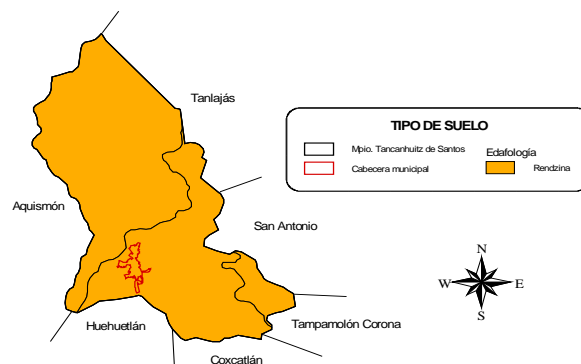 Tanlajás
TIPO DE SUELO
Mpio. Tancanhuitz de Santos
Cabecera municipal
Edafología
Rendzina
Aquismón
San Antonio
N
W
E
S
Huehuetlán
Tampamolón Corona
Coxcatlán